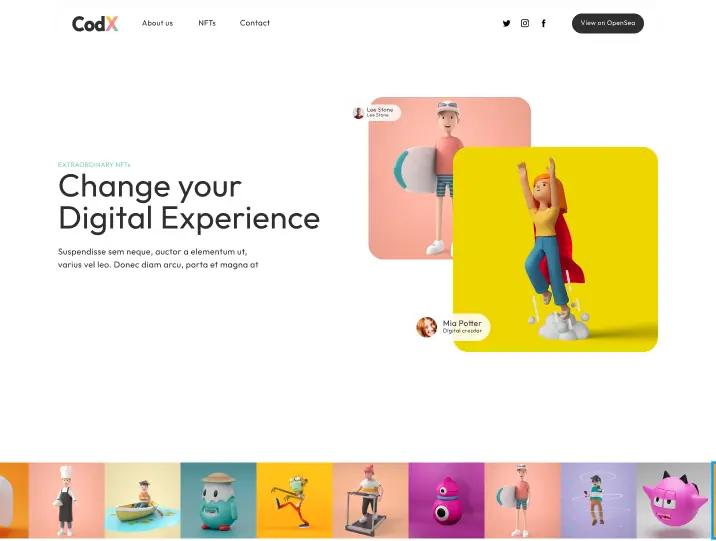 CodX
About us
NFTs
Contact
View on OpenSea
Lee Stone
Lee Stone
EXTRAORDINARY NFTs
Change your
Digital Experience
Suspendisse sem neque, auctor a elementum ut,
varius vel leo. Donec diam arcu, porta et magna at
Mia Potter
Digital creator